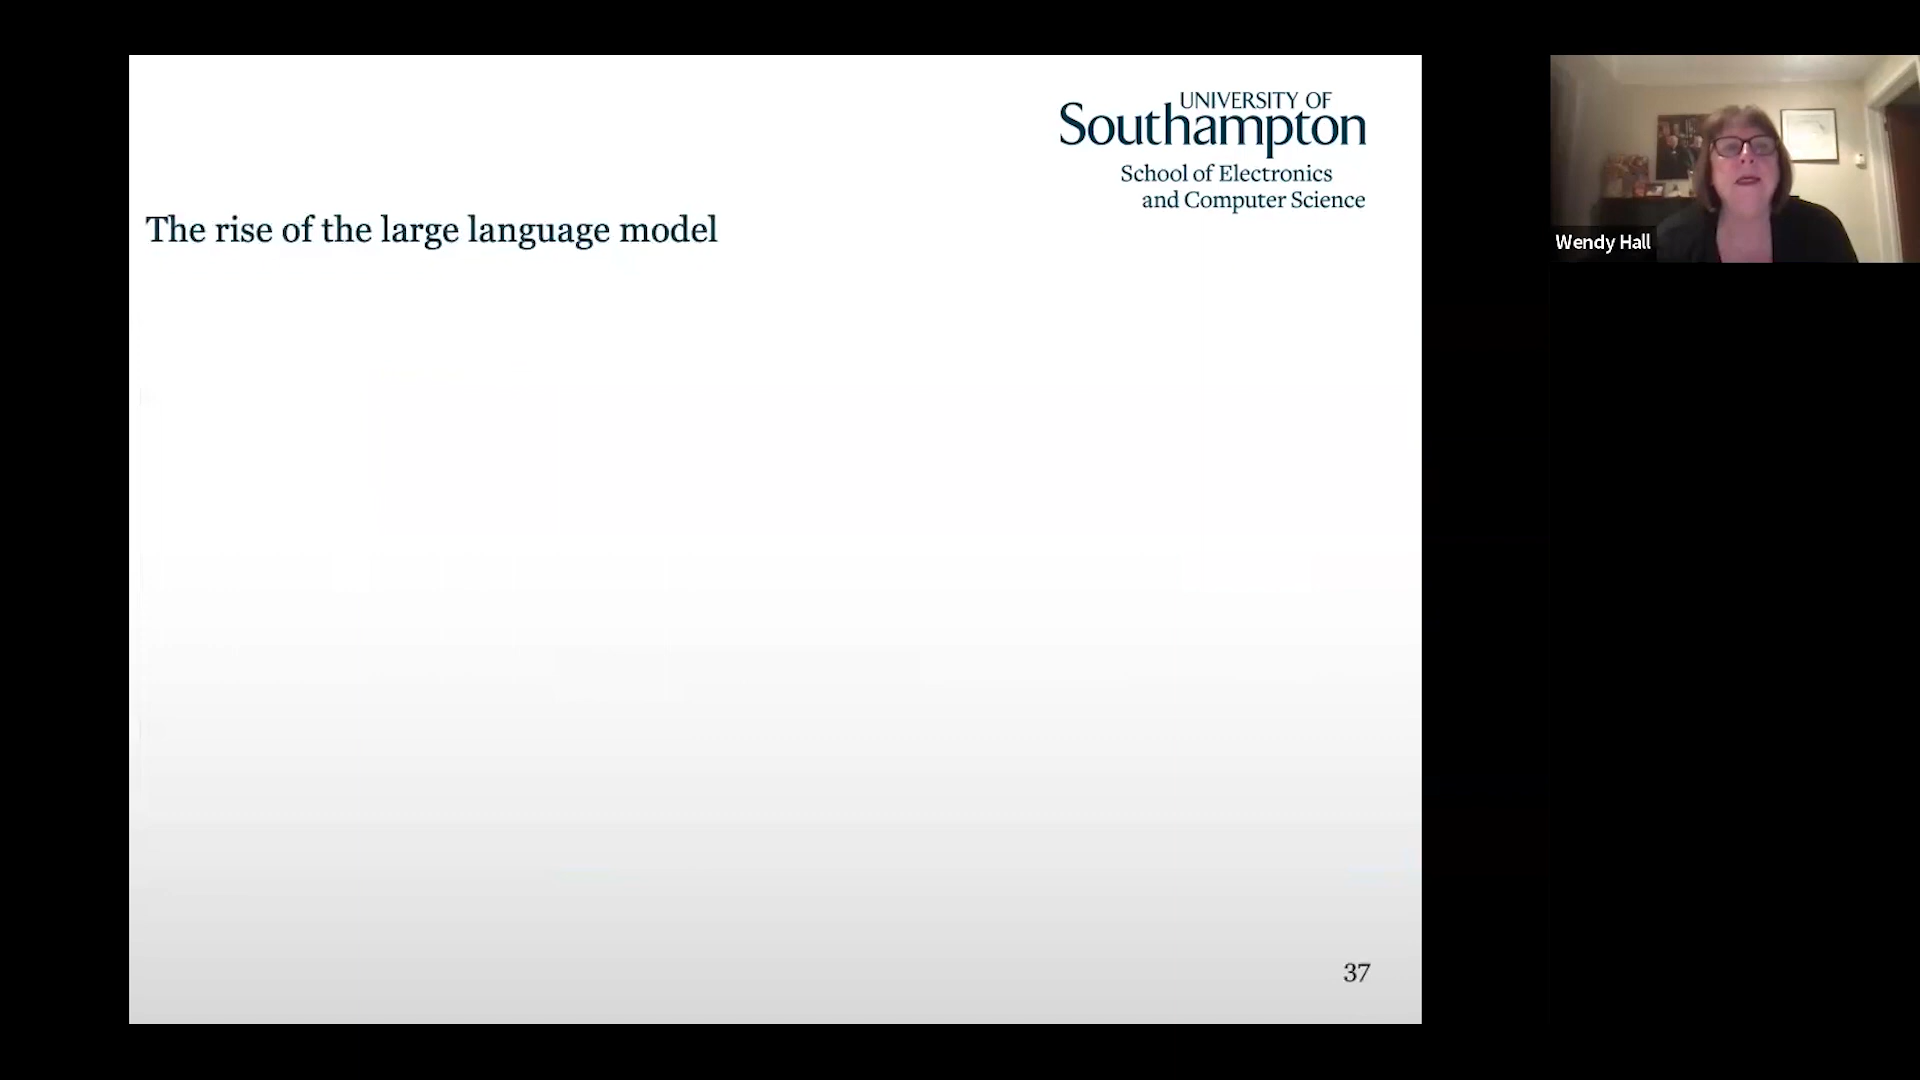 UNIVERSITY OF
Southampton
School of Electronics
and Computer Science
The rise of the large language model
Wendy Hall
37